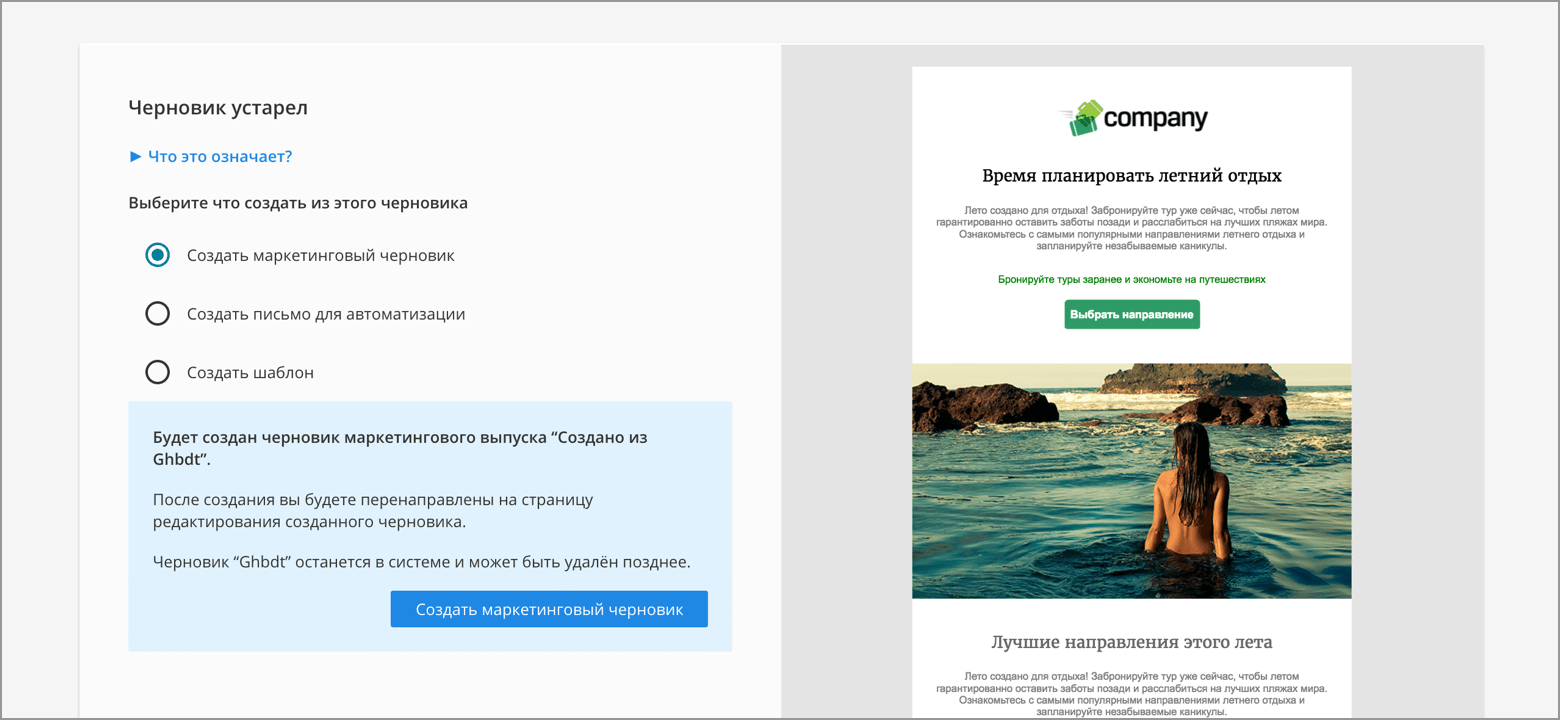 Черновик устарел
▶ Что это означает?
Выберите что создать из этого черновика
Создать маркетинговый черновик
Создать письмо для автоматизации
Создать шаблон
Будет создан черновик маркетингового выпуска “Создано из
Ghbdt”.
После создания вы будете перенаправлены на страницу
редактирования созданного черновика.
Черновик “Ghbdt” останется в системе и может быть удалён позднее.
Создать маркетинговый черновик
company
Время планировать летний отдых
Лето создано для отдыха! Забронируйте тур уже сейчас, чтобы летом
гарантированно оставить заботы позади и расслабиться на лучших пляжах мира.
Ознакомьтесь с самыми популярными направлениями летнего отдыха и
запланируйте незабываемые каникулы.
Бронируйте туры заранее и экономьте на путешествиях
Выбрать направление
Лучшие направления этого лета
Лето создано для отдыха! Забронируйте тур уже сейчас, чтобы летом
гарантированно оставить заботы позади и расслабиться на лучших пляжах мира.
Ознакомьтесь с самыми популярными направлениями летнего отдыха и
запланируйте незабываемые каникулы.